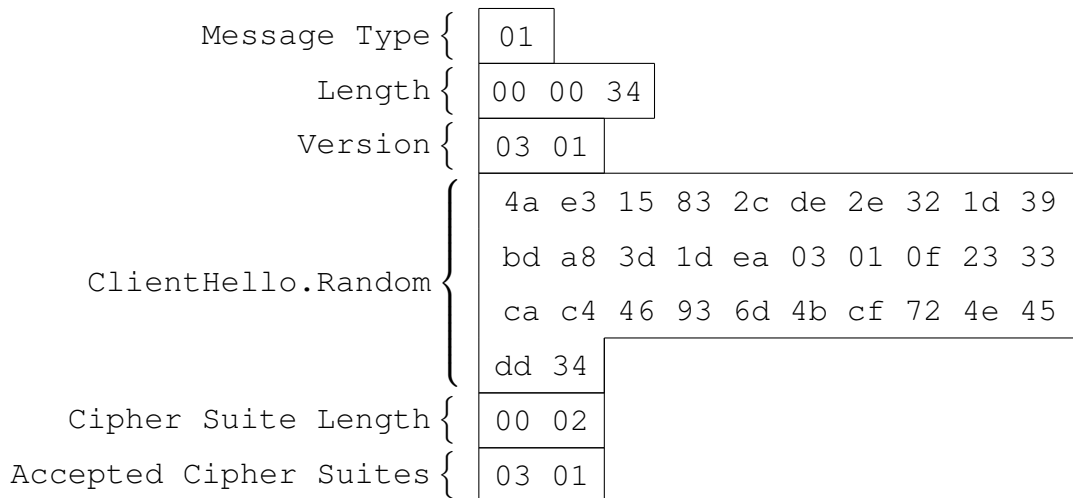 Message Type { 01
Length { 00 00 34
Version { 03 01
4a e3 15 83 2c de 2e 32 1d 39
bd a8 3d 1d ea 03 01 0f 23 33
ClientHello.Random {
ca c4 46 93 6d 4b cf 72 4e 45
dd 34
Cipher Suite Length { 00 02
Accepted Cipher Suites { 03 01